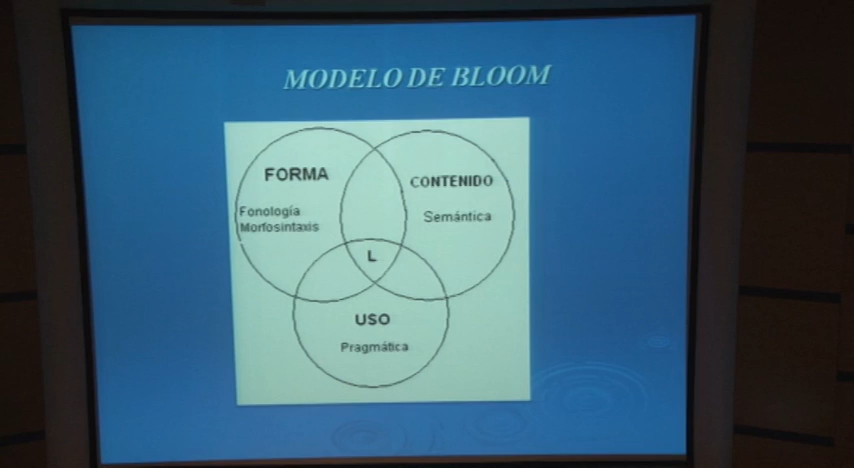 MODELO DE BLOOM
FORMA
Fonología
Morfosintaxis
CONTENIDO
Semántica
L
USO
Pragmática